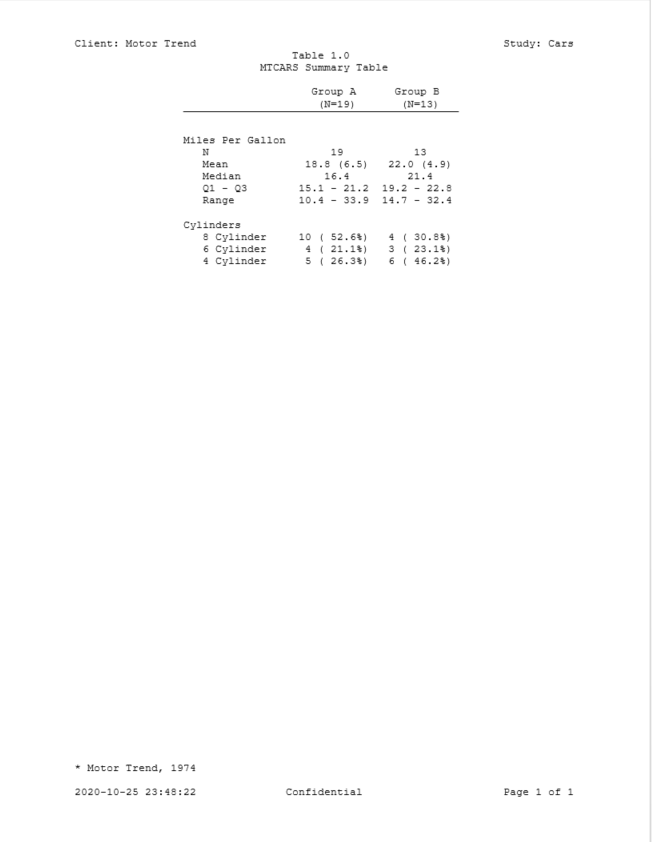 Client: Motor Trend Study: Cars
Table 1.0
MTCARS Summary Table
Group A Group B
(N=19) (N=13)
Miles Per Gallon
N 19 13
Mean 18.8 (6.5) 22.0 (4.9)
Median 16.4 21.4
Q1 - Q3 15.1 - 21.2 19.2 - 22.8
Range 10.4 - 33.9 14.7 - 32.4
Cylinders
8 Cylinder 10 ( 52.6%) 4 ( 30.8%)
6 Cylinder 4 ( 21.1%) 3 ( 23.1%)
4 Cylinder 5 ( 26.3%) 6 ( 46.2%)
* Motor Trend, 1974
2020-10-25 23:48:22 Confidential Page 1 of 1